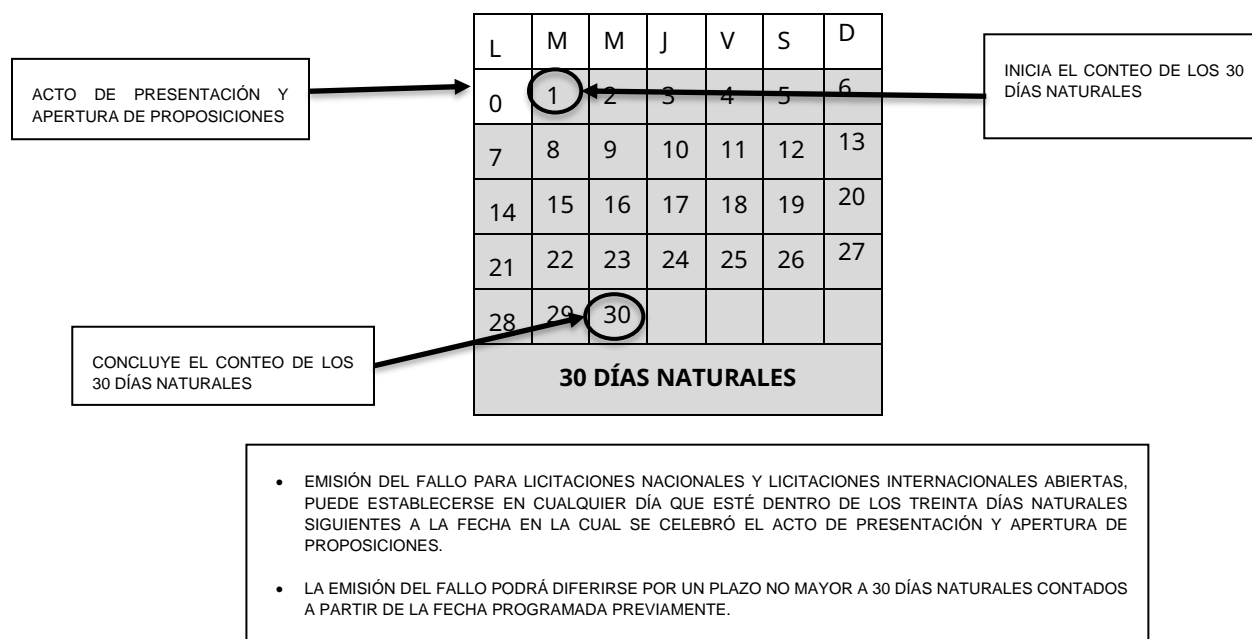 L M M J V S D
ACTO DE PRESENTACIÓN Y
APERTURA DE PROPOSICIONES
INICIA EL CONTEO DE LOS 30
DÍAS NATURALES
0 1 2 3 4 5 6
7 8 9 10 11 12 13
14 15 16 17 18 19 20
21 22 23 24 25 26 27
28 29 30
CONCLUYE EL CONTEO DE LOS
30 DÍAS NATURALES
30 DÍAS NATURALES
• EMISIÓN DEL FALLO PARA LICITACIONES NACIONALES Y LICITACIONES INTERNACIONALES ABIERTAS,
PUEDE ESTABLECERSE EN CUALQUIER DÍA QUE ESTÉ DENTRO DE LOS TREINTA DÍAS NATURALES
SIGUIENTES A LA FECHA EN LA CUAL SE CELEBRÓ EL ACTO DE PRESENTACIÓN Y APERTURA DE
PROPOSICIONES.
• LA EMISIÓN DEL FALLO PODRÁ DIFERIRSE POR UN PLAZO NO MAYOR A 30 DÍAS NATURALES CONTADOS
A PARTIR DE LA FECHA PROGRAMADA PREVIAMENTE.